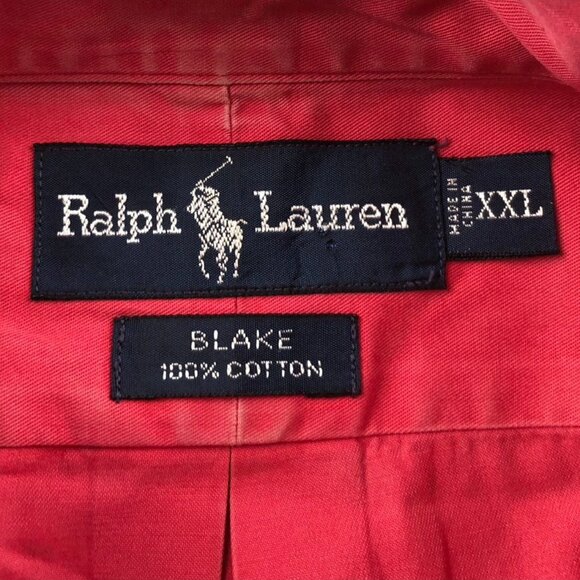 Ralph Lauren
MADE IN
CHINA
XXL
BLAKE
100% COTTON